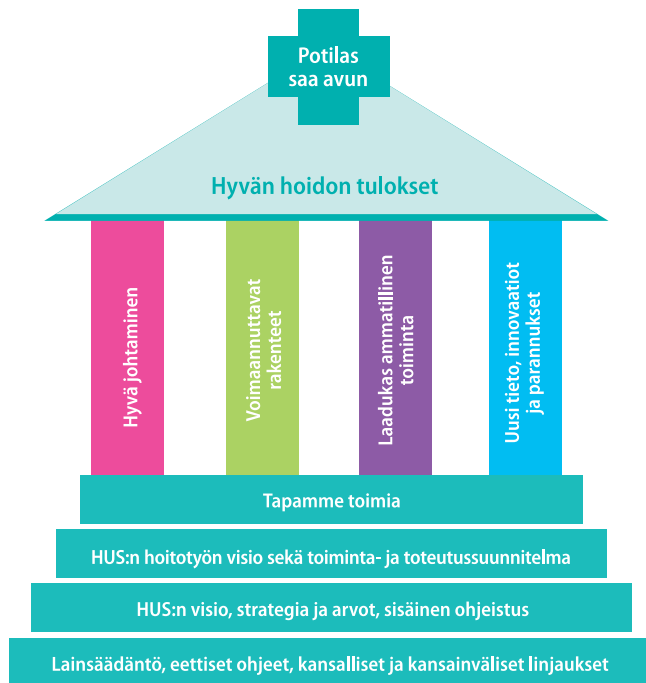 Potilas
saa avun
Hyvän hoidon tulokset
Hyvä johtaminen
Voimaannuttavat
rakenteet
Laadukas ammatillinen
toiminta
Uusi tieto, innovaatiot
ja parannukset
Tapamme toimia
HUS:n hoitotyön visio sekä toiminta- ja toteutussuunnitelma
HUS:n visio, strategia ja arvot, sisäinen ohjeistus
Lainsäädäntö, eettiset ohjeet, kansalliset ja kansainväliset linjaukset